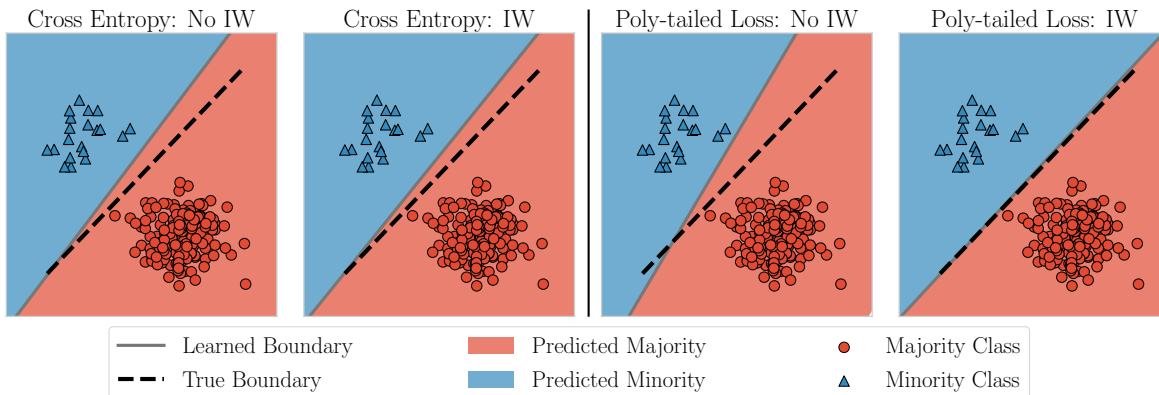 Cross Entropy: No IW
Cross Entropy: IW
Poly-tailed Loss: No IW
Poly-tailed Loss: IW
Learned Boundary
Predicted Majority
Majority Class
True Boundary
Predicted Minority
Minority Class